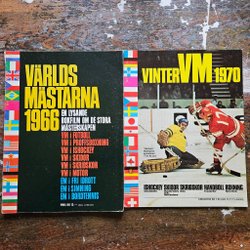 VÄRLDS
MÄSTARNA
1966
EN LYSANDE
BOKFILM OM DE STORA
MÄSTERSKAPEN
VM I FOTBOLL
VM I PROFFSBOXNING
VM I ISHOCKEY
VM I SKIDOR
VM I SKRIDSKOR
VM I MOTOR
EM I FRI IDROTT
EM I SIMNING
EM I BORDTENNIS
VINTER VM 1970
ISHOCKEY SKIDOR SKRIDSKOR HANDBOLL BOXNING